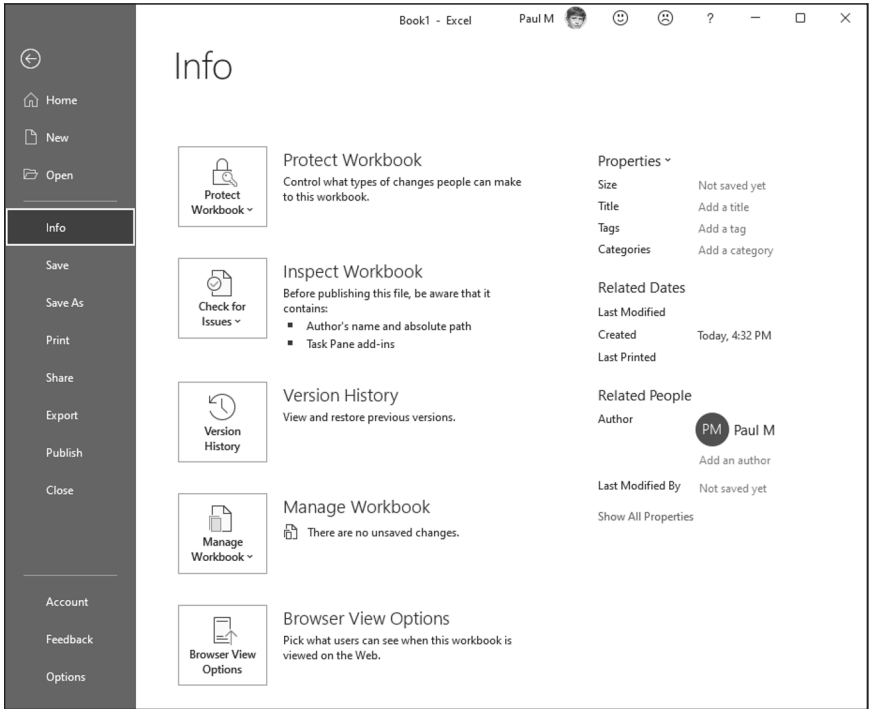 Book1 - Excel
Paul M
?
Home
New
Open
Info
Save
Save As
Print
Share
Export
Publish
Close
Account
Feedback
Options
Info
Protect
Workbook
Protect Workbook
Control what types of changes people can make
to this workbook.
Check for
Issues
Inspect Workbook
Before publishing this file, be aware that it
contains:
Author's name and absolute path
Task Pane add-ins
Version
History
Version History
View and restore previous versions.
Manage
Workbook
Manage Workbook
There are no unsaved changes.
Browser View
Options
Browser View Options
Pick what users can see when this workbook is
viewed on the Web.
Properties
Size Not saved yet
Title Add a title
Tags Add a tag
Categories Add a category
Related Dates
Last Modified
Created Today, 4:32 PM
Last Printed
Related People
Author
PM Paul M
Add an author
Last Modified By Not saved yet
Show All Properties